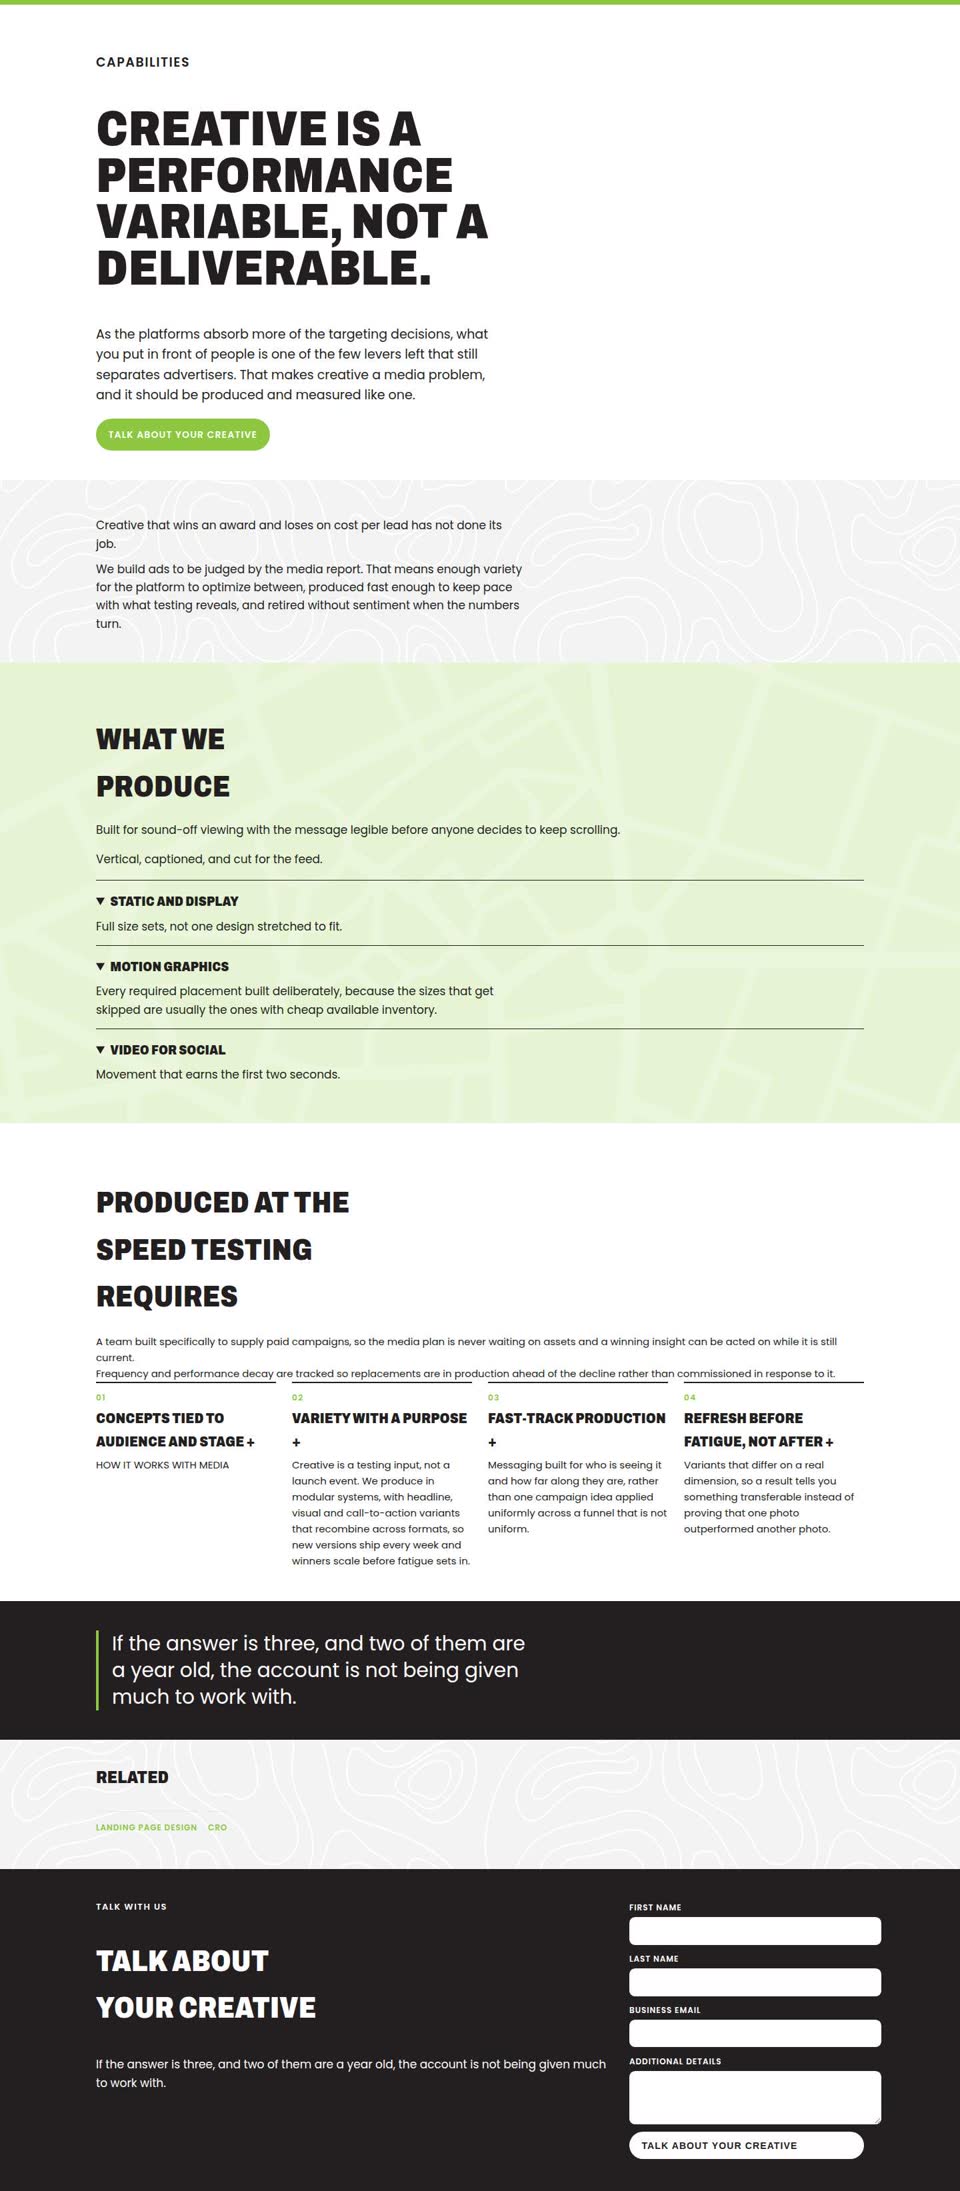 CAPABILITIES
CREATIVE IS A
PERFORMANCE
VARIABLE, NOT A
DELIVERABLE.
As the platforms absorb more of the targeting decisions, what
you put in front of people is one of the few levers left that still
separates advertisers. That makes creative a media problem,
and it should be produced and measured like one.
TALK ABOUT YOUR CREATIVE
Creative that wins an award and loses on cost per lead has not done its
job.
We build ads to be judged by the media report. That means enough variety
for the platform to optimize between, produced fast enough to keep pace
with what testing reveals, and retired without sentiment when the numbers
turn.
WHAT WE
PRODUCE
Built for sound-off viewing with the message legible before anyone decides to keep scrolling.
Vertical, captioned, and cut for the feed.
▼ STATIC AND DISPLAY
Full size sets, not one design stretched to fit.
▼ MOTION GRAPHICS
Every required placement built deliberately, because the sizes that get
skipped are usually the ones with cheap available inventory.
▼ VIDEO FOR SOCIAL
Movement that earns the first two seconds.
PRODUCED AT THE
SPEED TESTING
REQUIRES
A team built specifically to supply paid campaigns, so the media plan is never waiting on assets and a winning insight can be acted on while it is still
current.
Frequency and performance decay are tracked so replacements are in production ahead of the decline rather than commissioned in response to it.
01
CONCEPTS TIED TO
AUDIENCE AND STAGE +
HOW IT WORKS WITH MEDIA
02
VARIETY WITH A PURPOSE
+
Creative is a testing input, not a
launch event. We produce in
modular systems, with headline,
visual and call-to-action variants
that recombine across formats, so
new versions ship every week and
winners scale before fatigue sets in.
03
FAST-TRACK PRODUCTION
+
Messaging built for who is seeing it
and how far along they are, rather
than one campaign idea applied
uniformly across a funnel that is not
uniform.
04
REFRESH BEFORE
FATIGUE, NOT AFTER +
Variants that differ on a real
dimension, so a result tells you
something transferable instead of
proving that one photo
outperformed another photo.
If the answer is three, and two of them are
a year old, the account is not being given
much to work with.
RELATED
LANDING PAGE DESIGN CRO
TALK WITH US
TALK ABOUT
YOUR CREATIVE
If the answer is three, and two of them are a year old, the account is not being given much
to work with.
FIRST NAME
LAST NAME
BUSINESS EMAIL
ADDITIONAL DETAILS
TALK ABOUT YOUR CREATIVE